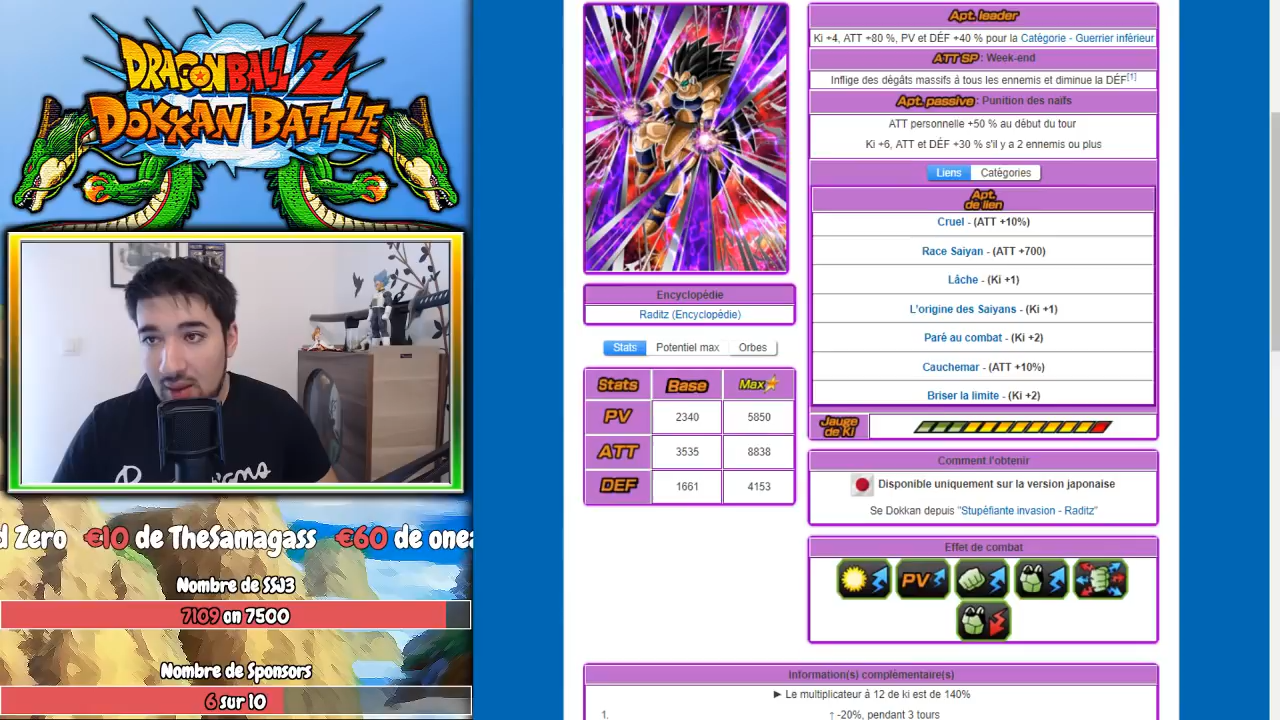 DRAGONBALL Z
DOKKAN BATTLE
d Zero €10 de TheSamagass €60 de onea
Nombre de SSJ3
7109 on 7500
Nombre de Sponsors
6 sur 10
Encyclopédie
Raditz (Encyclopédie)
Stats Potentiel max Orbes
Stats Base Max
PV 2340 5850
ATT 3535 8838
DEF 1661 4153
Apt. leader
Ki +4, ATT +80 %, PV et DÉF +40 % pour la Catégorie - Guerrier inférieur
ATT SP : Week-end
Inflige des dégâts massifs à tous les ennemis et diminue la DÉF[1]
Apt. passive : Punition des naïfs
ATT personnelle +50 % au début du tour
Ki +6, ATT et DÉF +30 % s'il y a 2 ennemis ou plus
Liens Catégories
Apt. de lien
Cruel - (ATT +10%)
Race Saiyan - (ATT +700)
Lâche - (Ki +1)
L'origine des Saiyans - (Ki +1)
Paré au combat - (Ki +2)
Cauchemar - (ATT +10%)
Briser la limite - (Ki +2)
Jauge de Ki
Comment l'obtenir
Disponible uniquement sur la version japonaise
Se Dokkan depuis "Stupéfiante invasion - Raditz"
Effet de combat
PV
Information(s) complémentaire(s)
► Le multiplicateur à 12 de ki est de 140%
1. ↑ -20%, pendant 3 tours